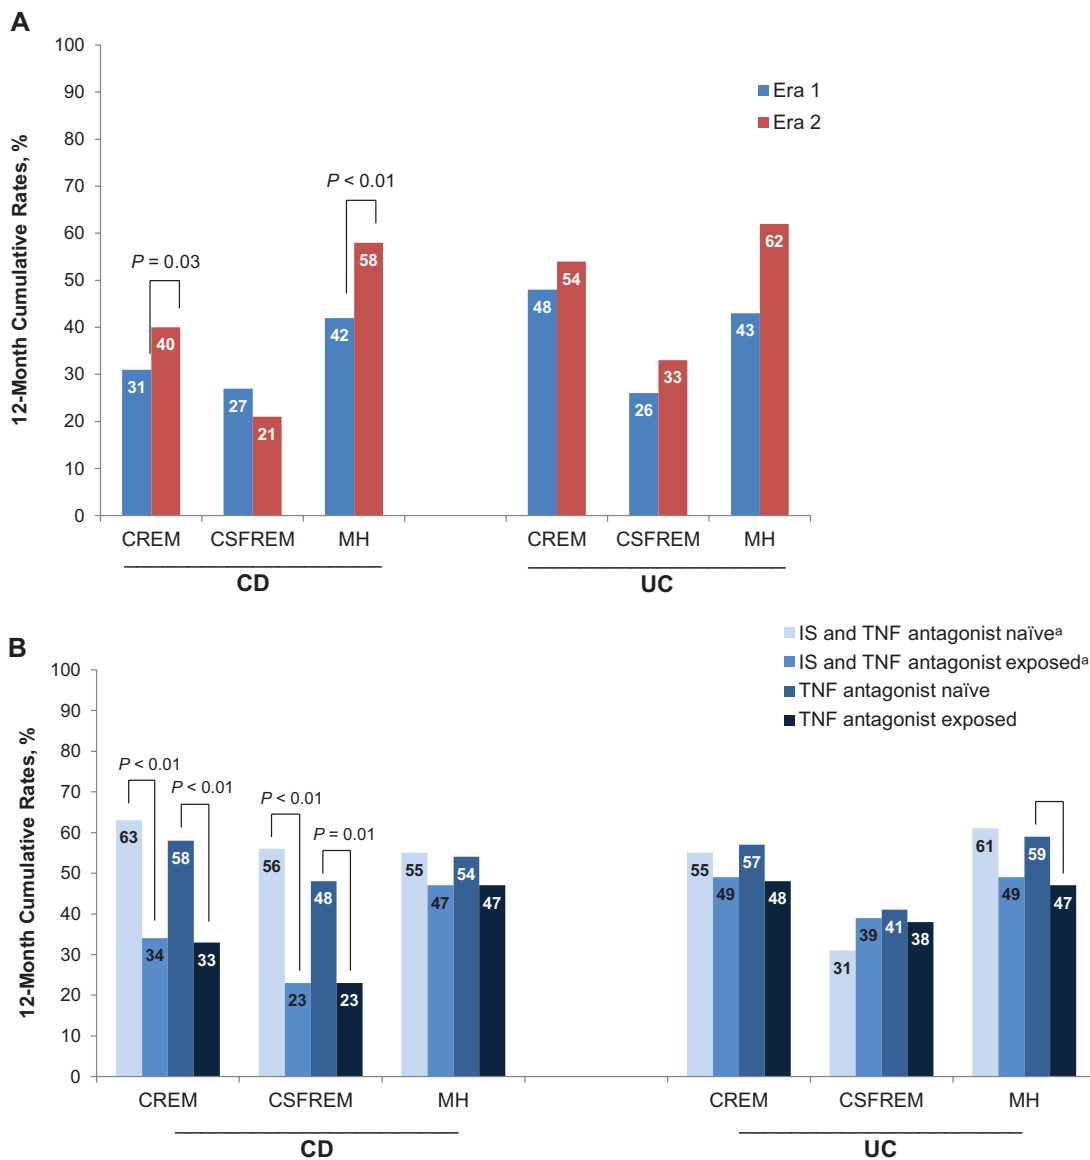 A
12-Month Cumulative Rates, %
100
90
80
70
60
50
40
30
20
10
0
Era 1
Era 2
P = 0.03
P < 0.01
31
40
27
21
42
58
48
54
26
33
43
62
CREM
CSFREM
MH
CREM
CSFREM
MH
CD
UC
B
12-Month Cumulative Rates, %
100
90
80
70
60
50
40
30
20
10
0
IS and TNF antagonist naïveᵃ
IS and TNF antagonist exposedᵃ
TNF antagonist naïve
TNF antagonist exposed
P < 0.01
P < 0.01
P < 0.01
P = 0.01
63
34
58
33
56
23
48
23
55
47
54
47
55
49
57
48
31
39
41
38
61
49
59
47
CREM
CSFREM
MH
CREM
CSFREM
MH
CD
UC